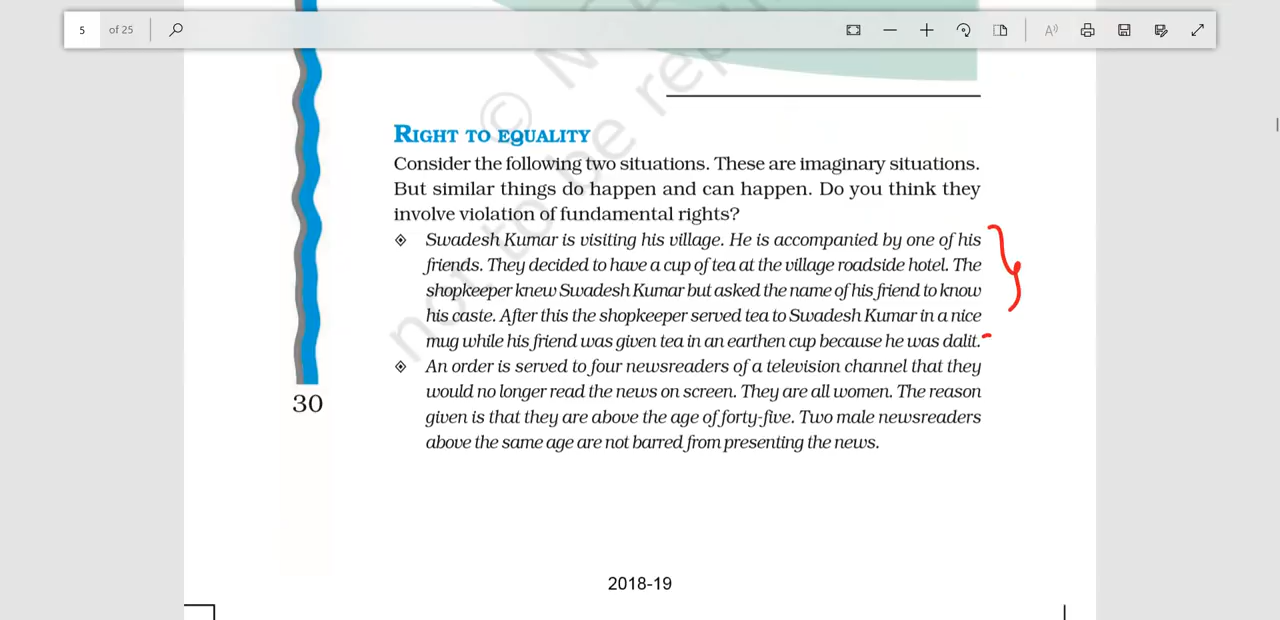 5 of 25
© N
not to be rep
RIGHT TO EQUALITY
Consider the following two situations. These are imaginary situations.
But similar things do happen and can happen. Do you think they
involve violation of fundamental rights?
Swadesh Kumar is visiting his village. He is accompanied by one of his
friends. They decided to have a cup of tea at the village roadside hotel. The
shopkeeper knew Swadesh Kumar but asked the name of his friend to know
his caste. After this the shopkeeper served tea to Swadesh Kumar in a nice
mug while his friend was given tea in an earthen cup because he was dalit.
An order is served to four newsreaders of a television channel that they
would no longer read the news on screen. They are all women. The reason
given is that they are above the age of forty-five. Two male newsreaders
above the same age are not barred from presenting the news.
30
2018-19